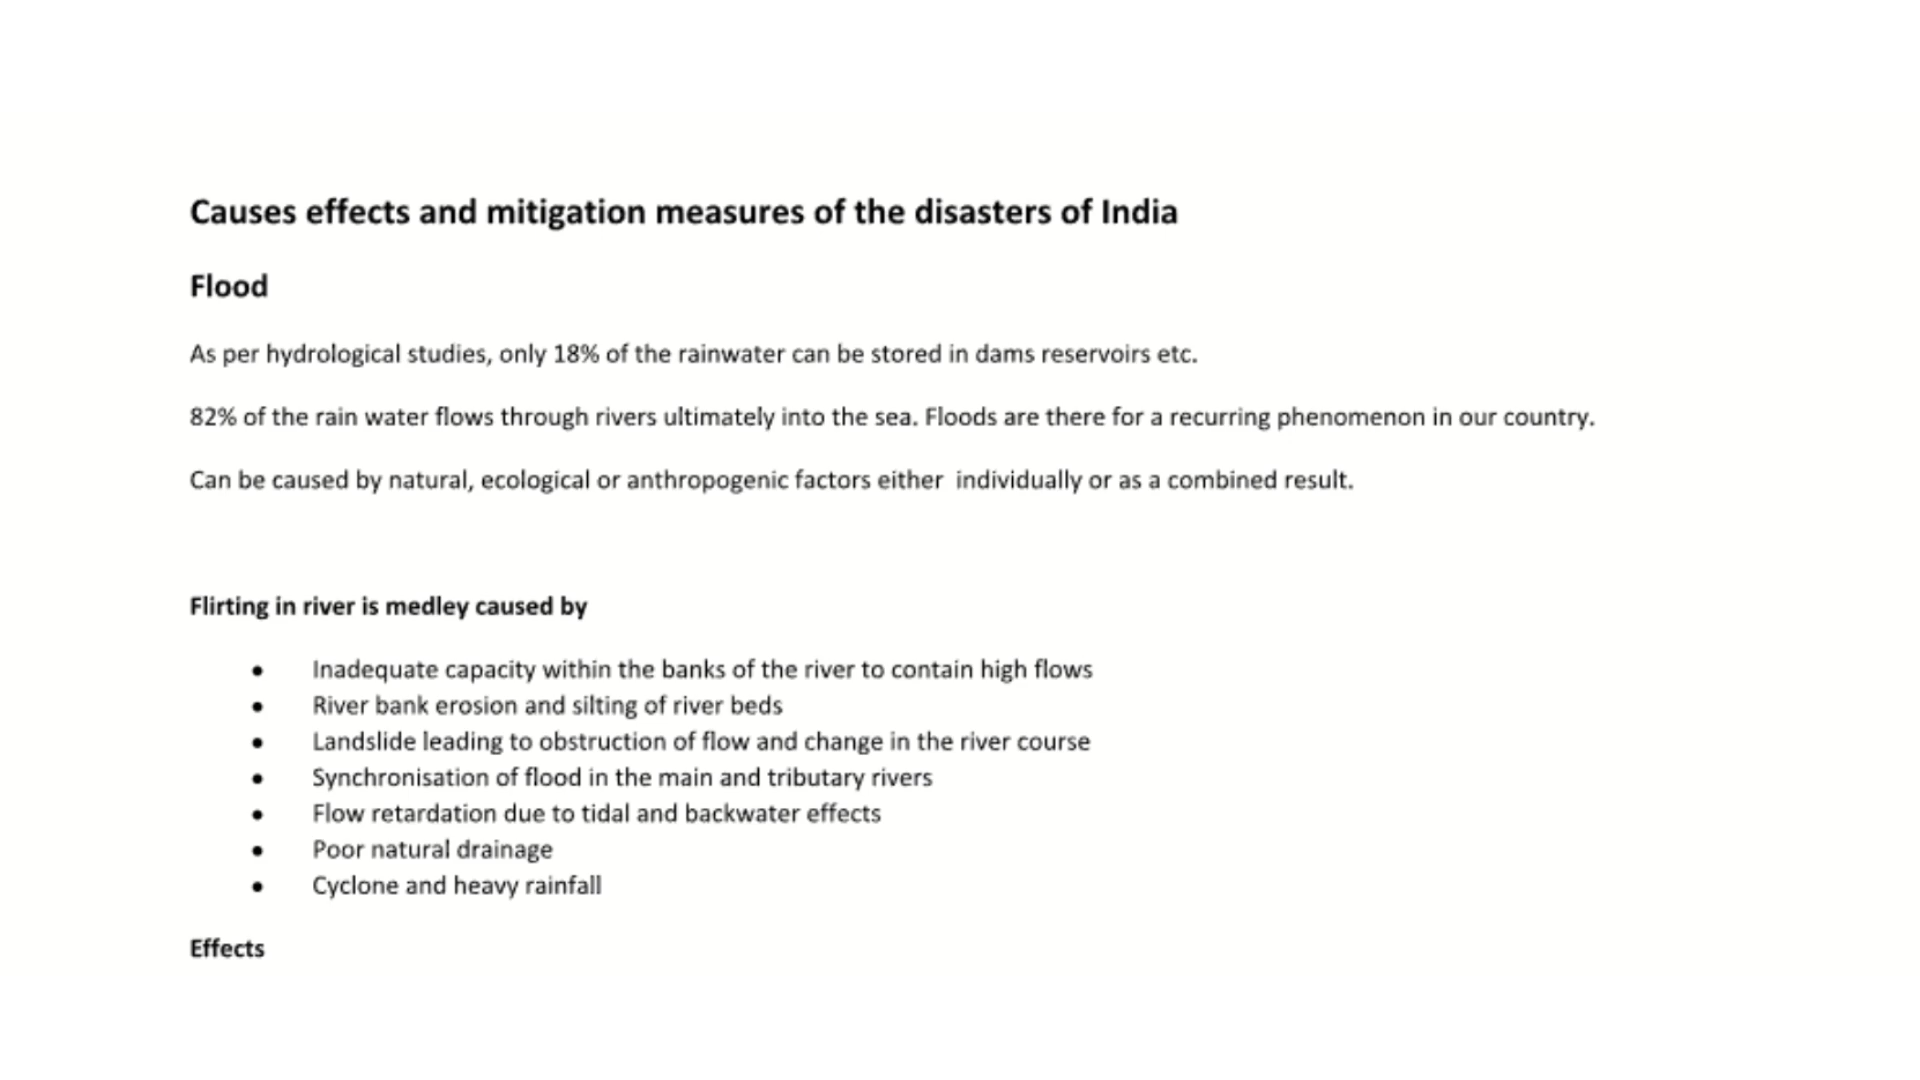 Causes effects and mitigation measures of the disasters of India
Flood
As per hydrological studies, only 18% of the rainwater can be stored in dams reservoirs etc.
82% of the rain water flows through rivers ultimately into the sea. Floods are there for a recurring phenomenon in our country.
Can be caused by natural, ecological or anthropogenic factors either  individually or as a combined result.
Flirting in river is medley caused by
• Inadequate capacity within the banks of the river to contain high flows
• River bank erosion and silting of river beds
• Landslide leading to obstruction of flow and change in the river course
• Synchronisation of flood in the main and tributary rivers
• Flow retardation due to tidal and backwater effects
• Poor natural drainage
• Cyclone and heavy rainfall
Effects